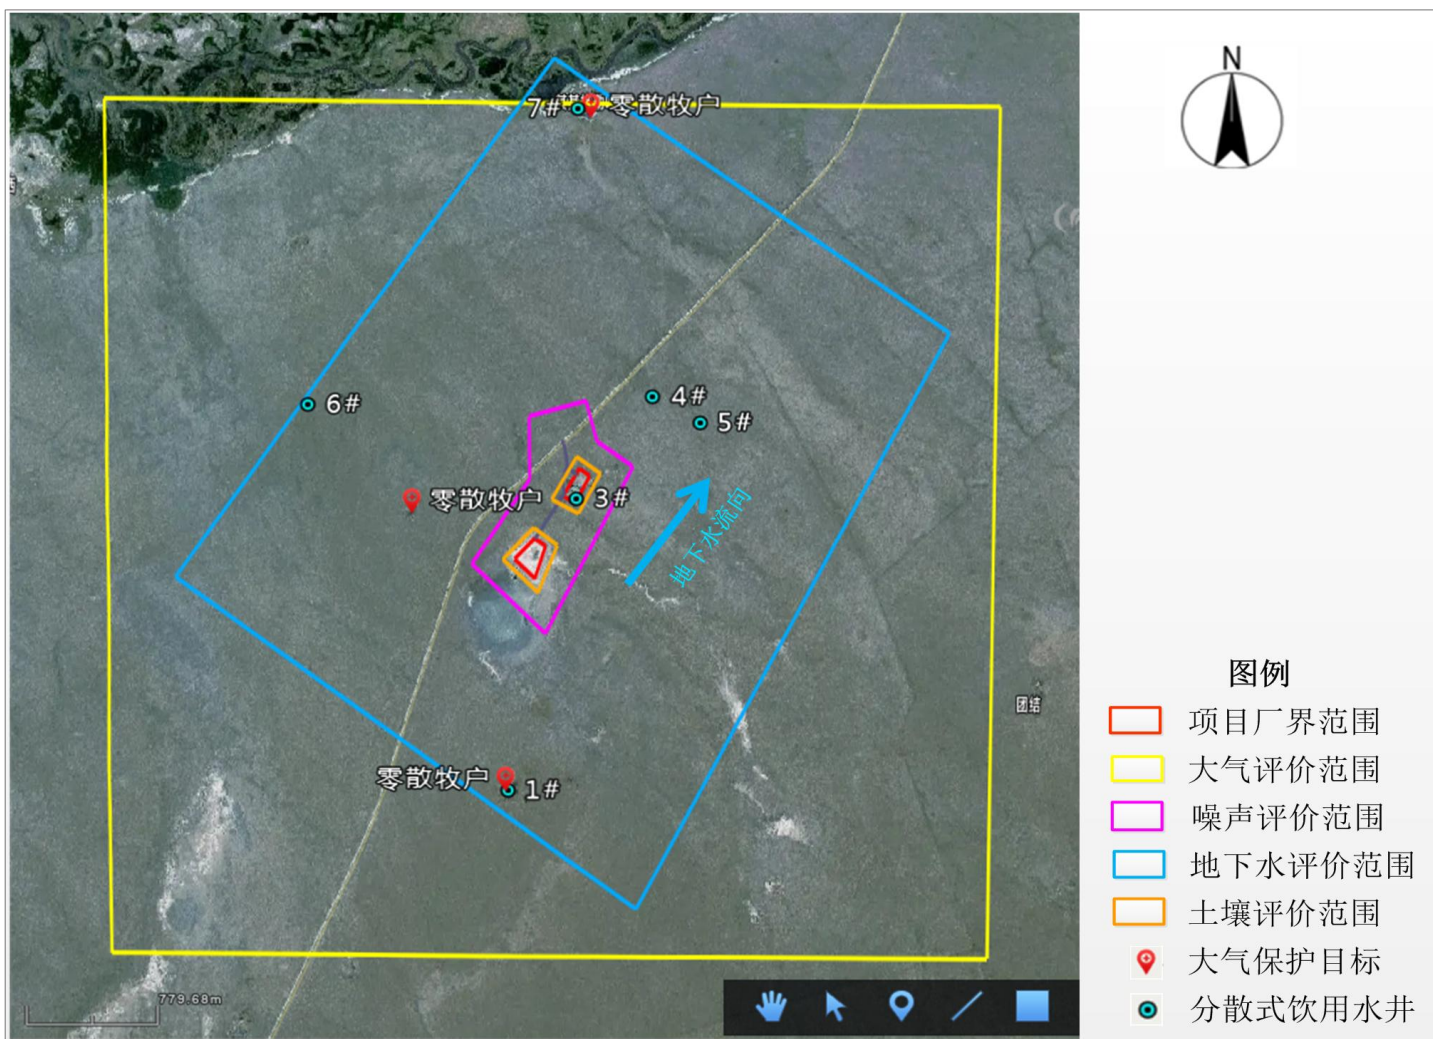 N
7# 零散牧户
6#
4#
5#
零散牧户
3#
地下水流向
团结
零散牧户
1#
779.68m
图例
项目厂界范围
大气评价范围
噪声评价范围
地下水评价范围
土壤评价范围
大气保护目标
分散式饮用水井